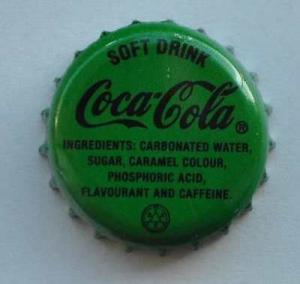 SOFT DRINK
Coca-Cola®
INGREDIENTS: CARBONATED WATER,
SUGAR, CARAMEL COLOUR,
PHOSPHORIC ACID,
FLAVOURANT AND CAFFEINE.